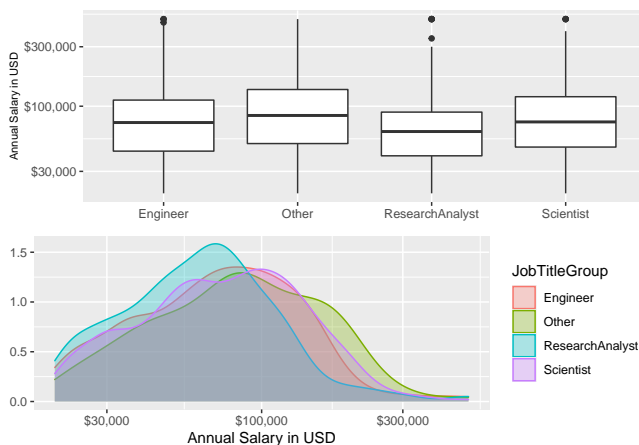 Annual Salary in USD
$300,000
$100,000
$30,000
Engineer Other ResearchAnalyst Scientist
1.5
1.0
0.5
0.0
$30,000 $100,000 $300,000
Annual Salary in USD
JobTitleGroup
Engineer
Other
ResearchAnalyst
Scientist